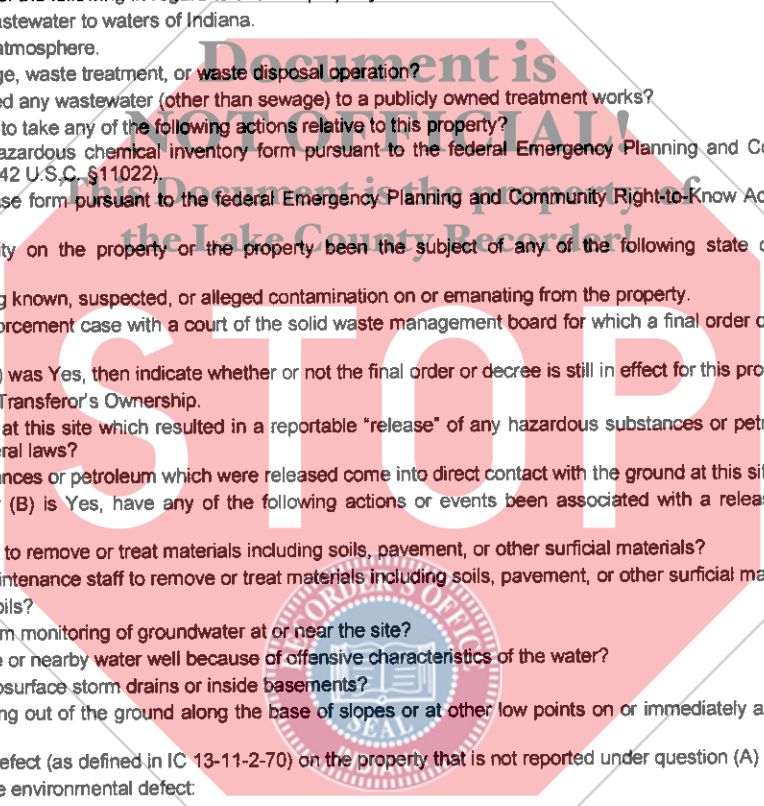 astewater to waters of Indiana.
atmosphere.
ge, waste treatment, or waste disposal operation?
ed any wastewater (other than sewage) to a publicly owned treatment works?
to take any of the following actions relative to this property?
azardous chemical inventory form pursuant to the federal Emergency Planning and Co
42 U.S.C. §11022).
se form pursuant to the federal Emergency Planning and Community Right-to-Know Ac
ity on the property or the property been the subject of any of the following state o
g known, suspected, or alleged contamination on or emanating from the property.
orcement case with a court of the solid waste management board for which a final order o
) was Yes, then indicate whether or not the final order or decree is still in effect for this pro
Transferor's Ownership.
at this site which resulted in a reportable "release" of any hazardous substances or petr
eral laws?
nces or petroleum which were released come into direct contact with the ground at this sit
(B) is Yes, have any of the following actions or events been associated with a releas
to remove or treat materials including soils, pavement, or other surficial materials?
intenance staff to remove or treat materials including soils, pavement, or other surficial ma
oils?
m monitoring of groundwater at or near the site?
e or nearby water well because of offensive characteristics of the water?
bsurface storm drains or inside basements?
ng out of the ground along the base of slopes or at other low points on or immediately a
efect (as defined in IC 13-11-2-70) on the property that is not reported under question (A)
e environmental defect:
Document is
NOT OFFICIAL!
This Document is the property of
the Lake County Recorder!
STOP
RECORDER'S OFFICE
SEAL
INDIANA